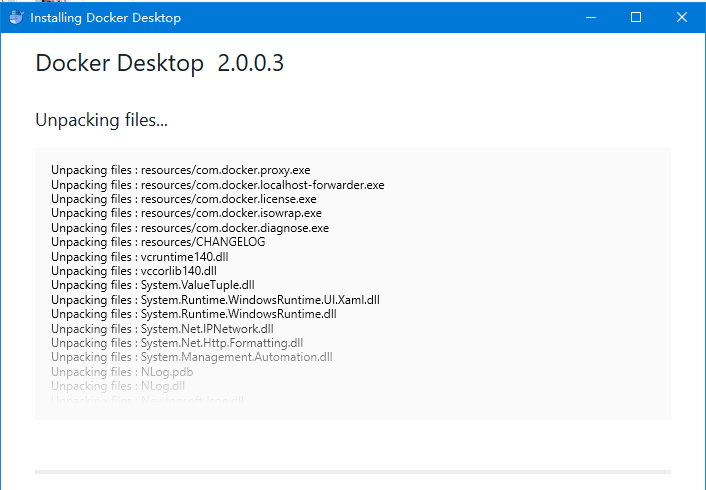 Installing Docker Desktop
Docker Desktop 2.0.0.3
Unpacking files...
Unpacking files : resources/com.docker.proxy.exe
Unpacking files : resources/com.docker.localhost-forwarder.exe
Unpacking files : resources/com.docker.license.exe
Unpacking files : resources/com.docker.isowrap.exe
Unpacking files : resources/com.docker.diagnose.exe
Unpacking files : resources/CHANGELOG
Unpacking files : vcruntime140.dll
Unpacking files : vccorlib140.dll
Unpacking files : System.ValueTuple.dll
Unpacking files : System.Runtime.WindowsRuntime.UI.Xaml.dll
Unpacking files : System.Runtime.WindowsRuntime.dll
Unpacking files : System.Net.IPNetwork.dll
Unpacking files : System.Net.Http.Formatting.dll
Unpacking files : System.Management.Automation.dll
Unpacking files : NLog.pdb
Unpacking files : NLog.dll
Unpacking files : Newtonsoft.Json.dll